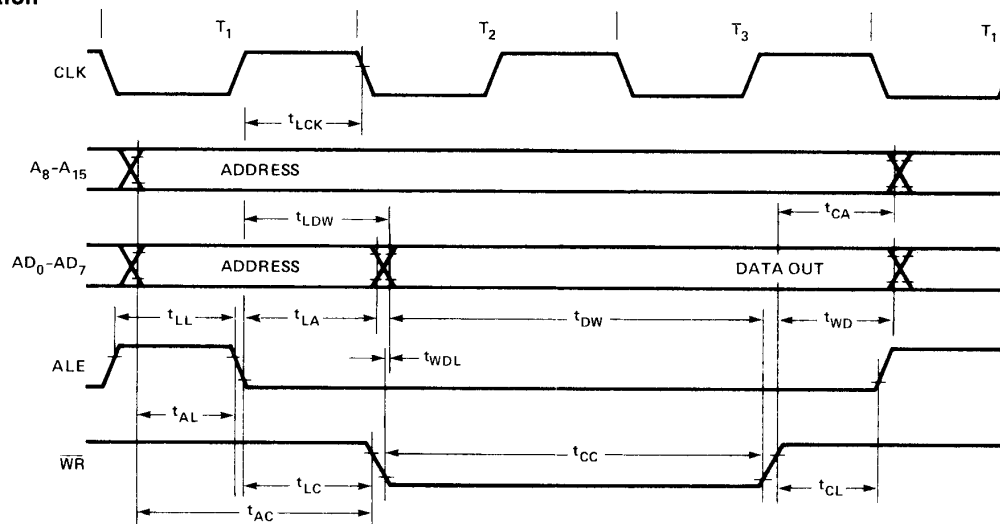 T1 T2 T3 T1
CLK
tLCK
A8-A15 ADDRESS
tLDW tCA
AD0-AD7 ADDRESS DATA OUT
tLL tLA tDW tWD
ALE tWDL
tAL
WR tCC
tLC tCL
tAC